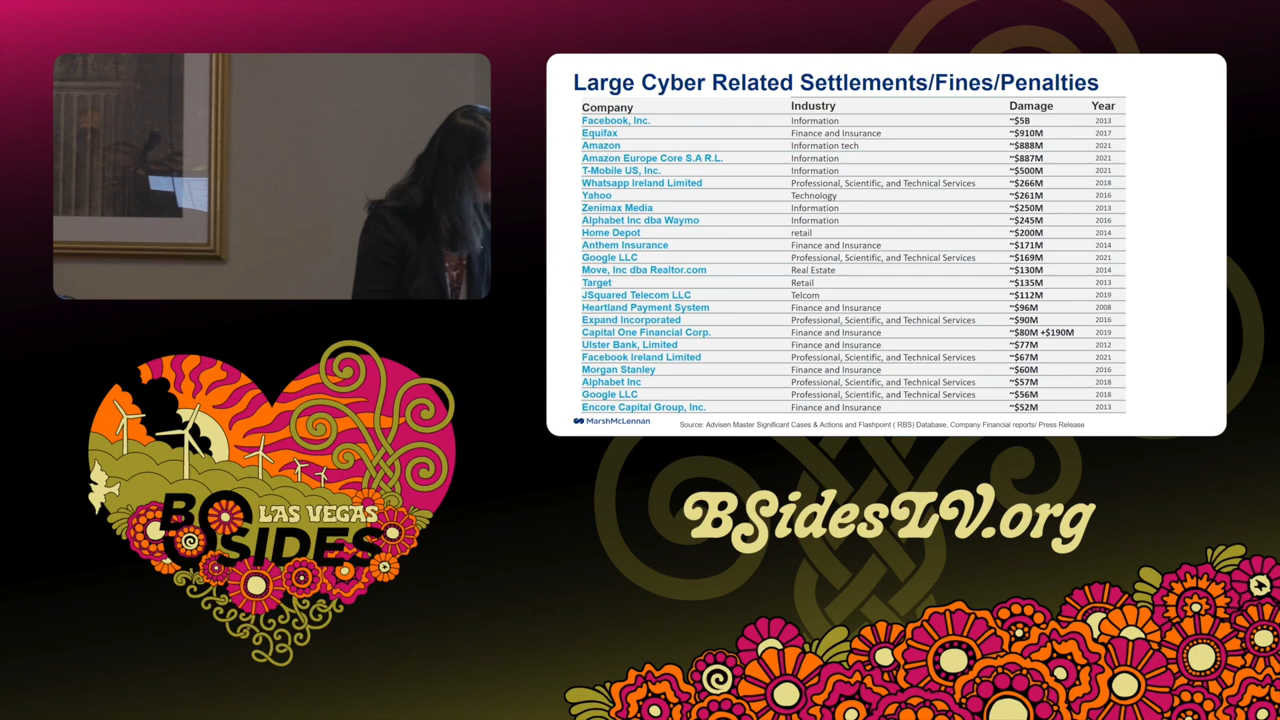 Large Cyber Related Settlements/Fines/Penalties
Company Industry Damage Year
Facebook, Inc. Information ~$5B 2013
Equifax Finance and Insurance ~$910M 2017
Amazon Information tech ~$888M 2021
Amazon Europe Core S.A R.L. Information ~$887M 2021
T-Mobile US, Inc. Information ~$500M 2021
Whatsapp Ireland Limited Professional, Scientific, and Technical Services ~$266M 2018
Yahoo Technology ~$261M 2016
Zenimax Media Information ~$250M 2013
Alphabet Inc dba Waymo Information ~$245M 2016
Home Depot retail ~$200M 2014
Anthem Insurance Finance and Insurance ~$171M 2014
Google LLC Professional, Scientific, and Technical Services ~$169M 2021
Move, Inc dba Realtor.com Real Estate ~$130M 2014
Target Retail ~$135M 2013
JSquared Telecom LLC Telcom ~$112M 2019
Heartland Payment System Finance and Insurance ~$96M 2008
Expand Incorporated Professional, Scientific, and Technical Services ~$90M 2016
Capital One Financial Corp. Finance and Insurance ~$80M +$190M 2019
Ulster Bank, Limited Finance and Insurance ~$77M 2012
Facebook Ireland Limited Professional, Scientific, and Technical Services ~$67M 2021
Morgan Stanley Finance and Insurance ~$60M 2016
Alphabet Inc Professional, Scientific, and Technical Services ~$57M 2018
Google LLC Professional, Scientific, and Technical Services ~$56M 2018
Encore Capital Group, Inc. Finance and Insurance ~$52M 2013
MarshMcLennan
Source: Advisen Master Significant Cases & Actions and Flashpoint ( RBS) Database, Company Financial reports/ Press Release
BSidesLV.org
LAS VEGAS
BSIDES